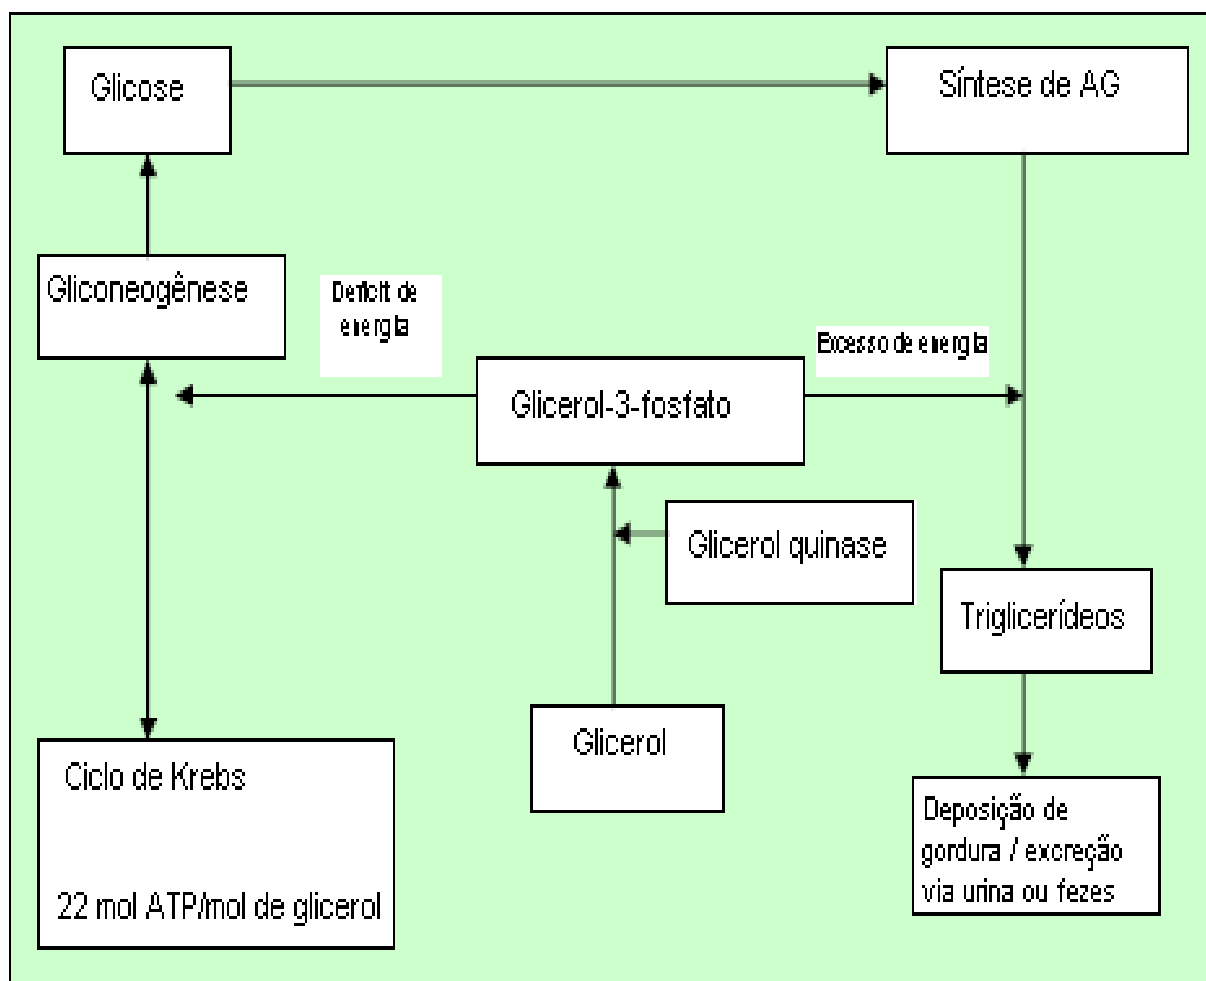 Glicose
Síntese de AG
Gliconeogênese
Deficit de
energia
Excesso de energia
Glicerol-3-fosfato
Glicerol quinase
Triglicerídeos
Glicerol
Ciclo de Krebs
22 mol ATP/mol de glicerol
Deposição de
gordura / excreção
via urina ou fezes